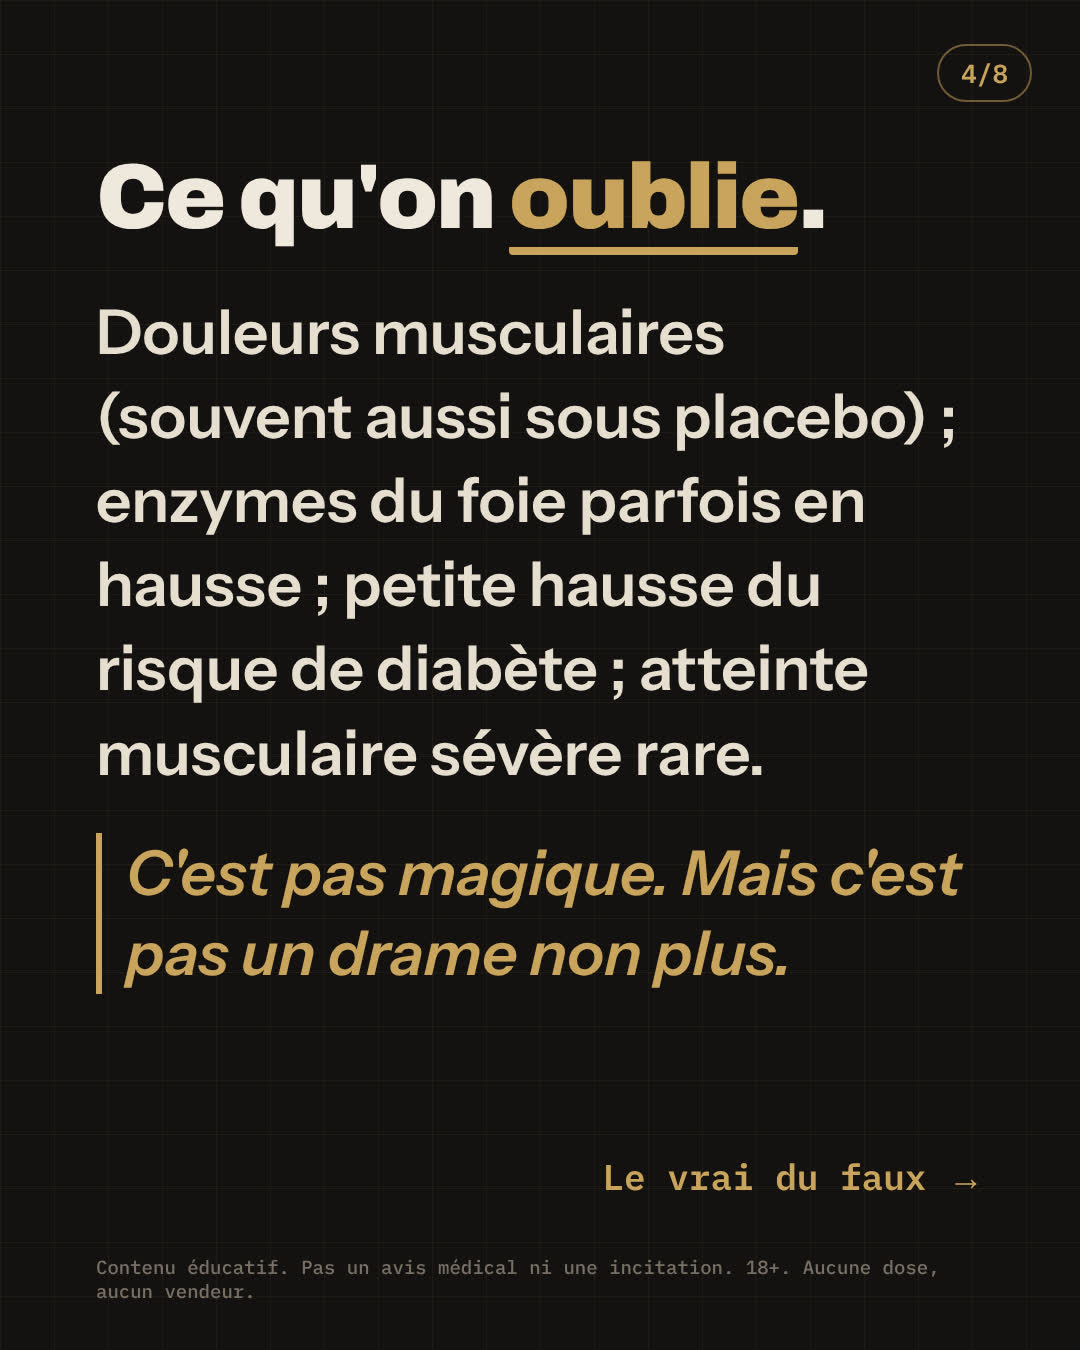 4/8
Ce qu'on oublie.
Douleurs musculaires
(souvent aussi sous placebo) ;
enzymes du foie parfois en
hausse ; petite hausse du
risque de diabète ; atteinte
musculaire sévère rare.
C'est pas magique. Mais c'est
pas un drame non plus.
Le vrai du faux →
Contenu éducatif. Pas un avis médical ni une incitation. 18+. Aucune dose,
aucun vendeur.